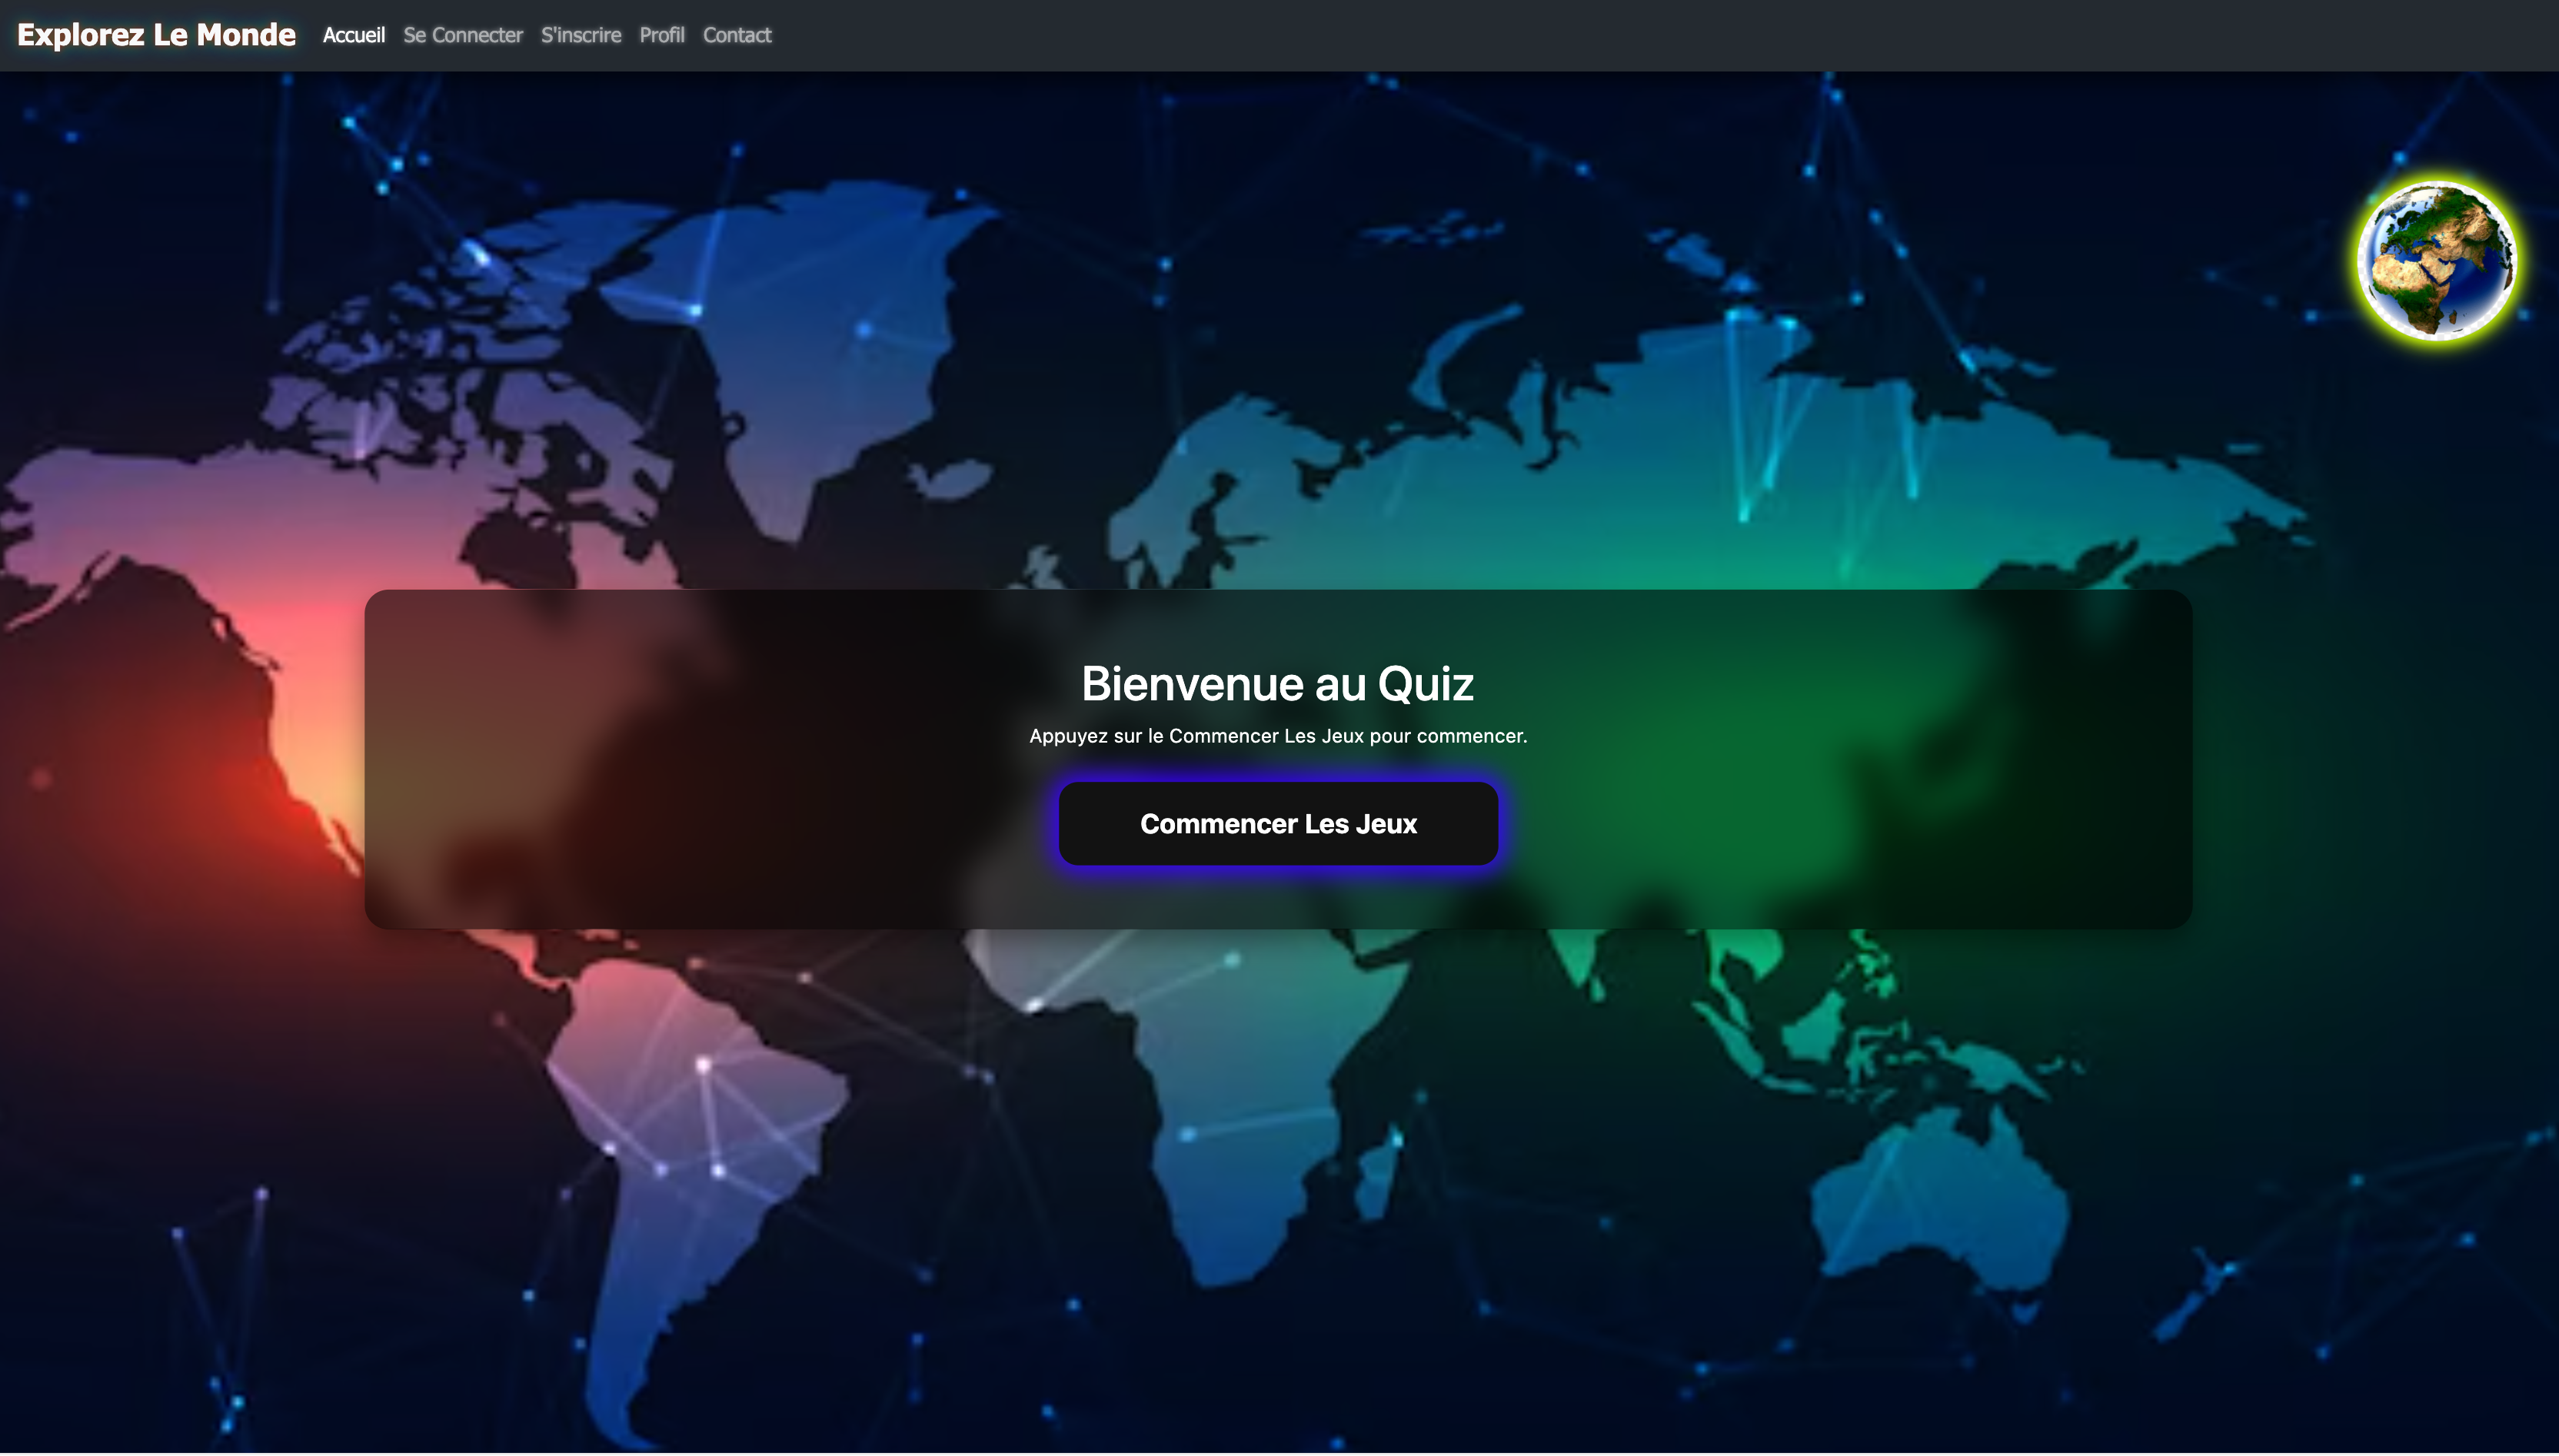 Explorez Le Monde Accueil Se Connecter S'inscrire Profil Contact
Bienvenue au Quiz
Appuyez sur le Commencer Les Jeux pour commencer.
Commencer Les Jeux